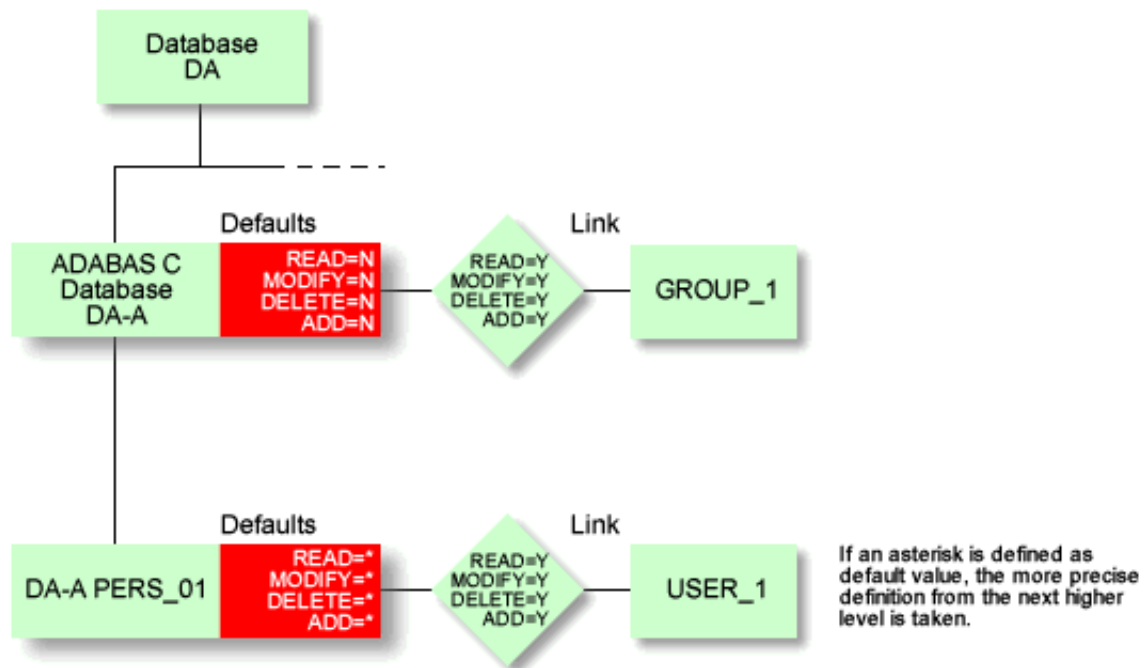 Database
DA
Defaults
Link
ADABAS C
Database
DA-A
READ=N
MODIFY=N
DELETE=N
ADD=N
READ=Y
MODIFY=Y
DELETE=Y
ADD=Y
GROUP_1
Defaults
Link
DA-A PERS_01
READ=*
MODIFY=*
DELETE=*
ADD=*
READ=Y
MODIFY=Y
DELETE=Y
ADD=Y
USER_1
If an asterisk is defined as
default value, the more precise
definition from the next higher
level is taken.